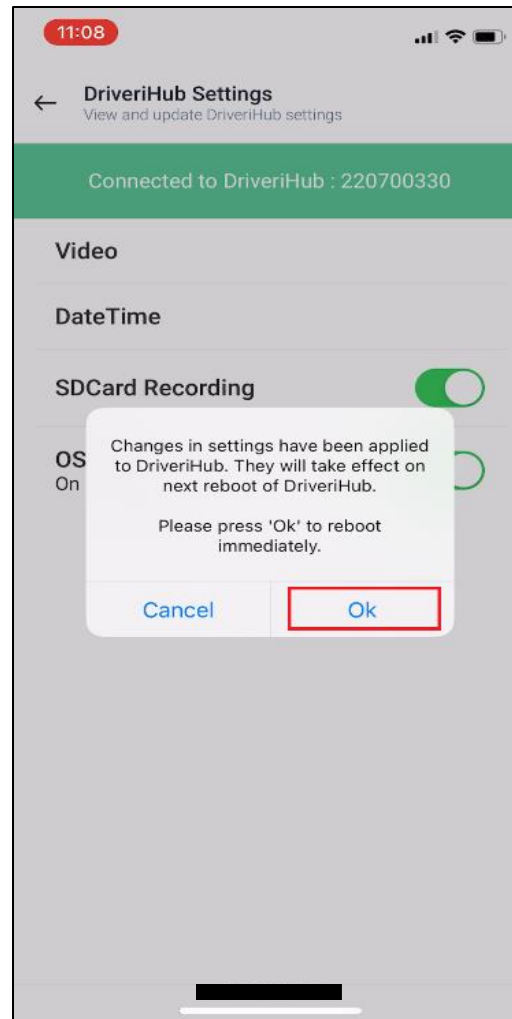 11:08
DriveriHub Settings
View and update DriveriHub settings
Connected to DriveriHub : 220700330
Video
DateTime
SDCard Recording
OS
On
Changes in settings have been applied
to DriveriHub. They will take effect on
next reboot of DriveriHub.
Please press 'Ok' to reboot
immediately.
Cancel
Ok